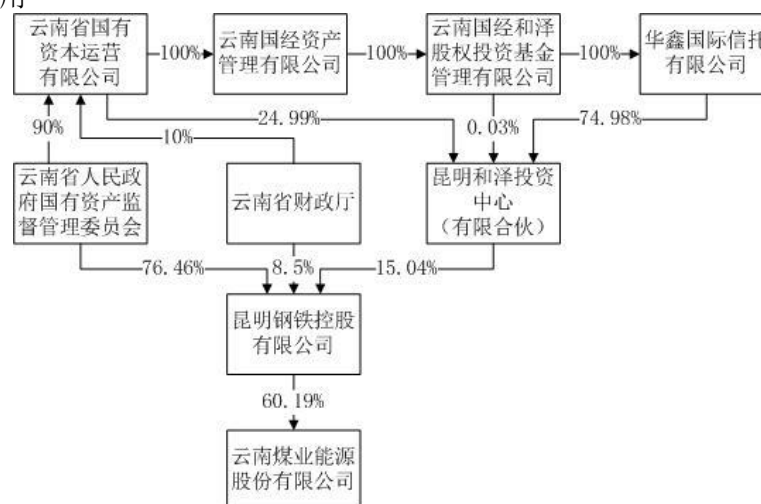 云南省国有
资本运营
有限公司
100%
云南国经资产
管理有限公司
100%
云南国经和泽
股权投资基金
管理有限公司
100%
华鑫国际信托
有限公司
90%
10%
24.99%
0.03%
74.98%
云南省人民政
府国有资产监
督管理委员会
云南省财政厅
昆明和泽投资
中心
（有限合伙）
76.46%
8.5%
15.04%
昆明钢铁控股
有限公司
60.19%
云南煤业能源
股份有限公司